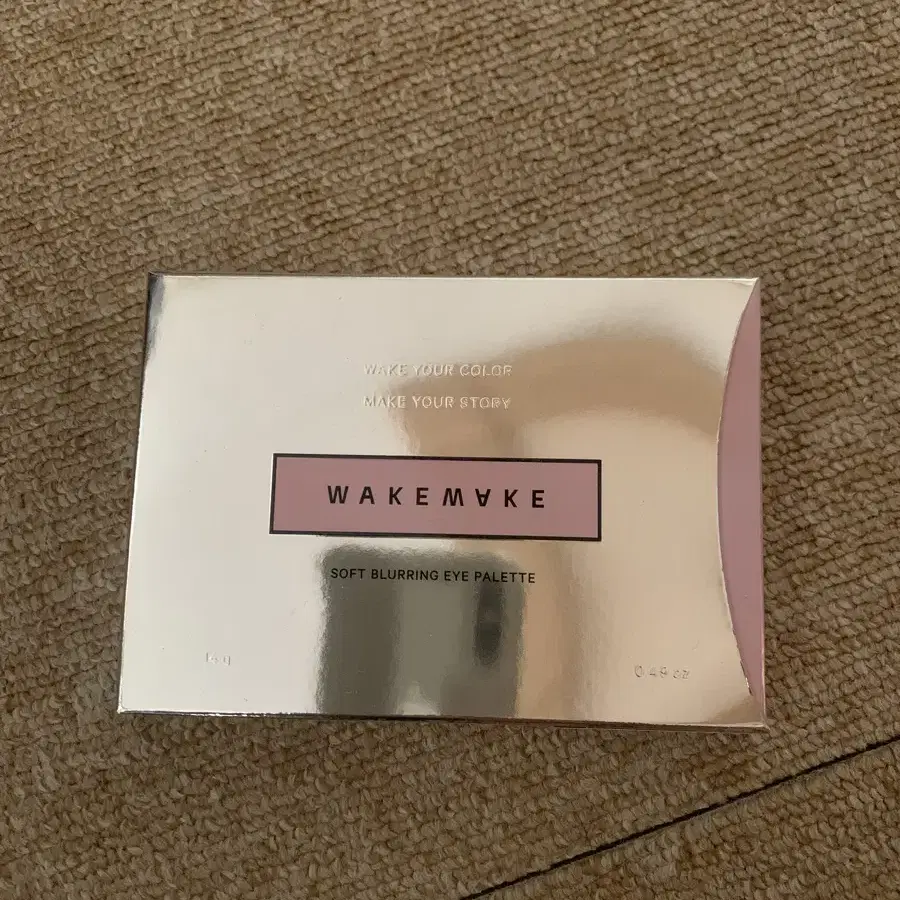 WAKE YOUR COLOR
MAKE YOUR STORY
WAKEMAKE
SOFT BLURRING EYE PALETTE
0.49 oz